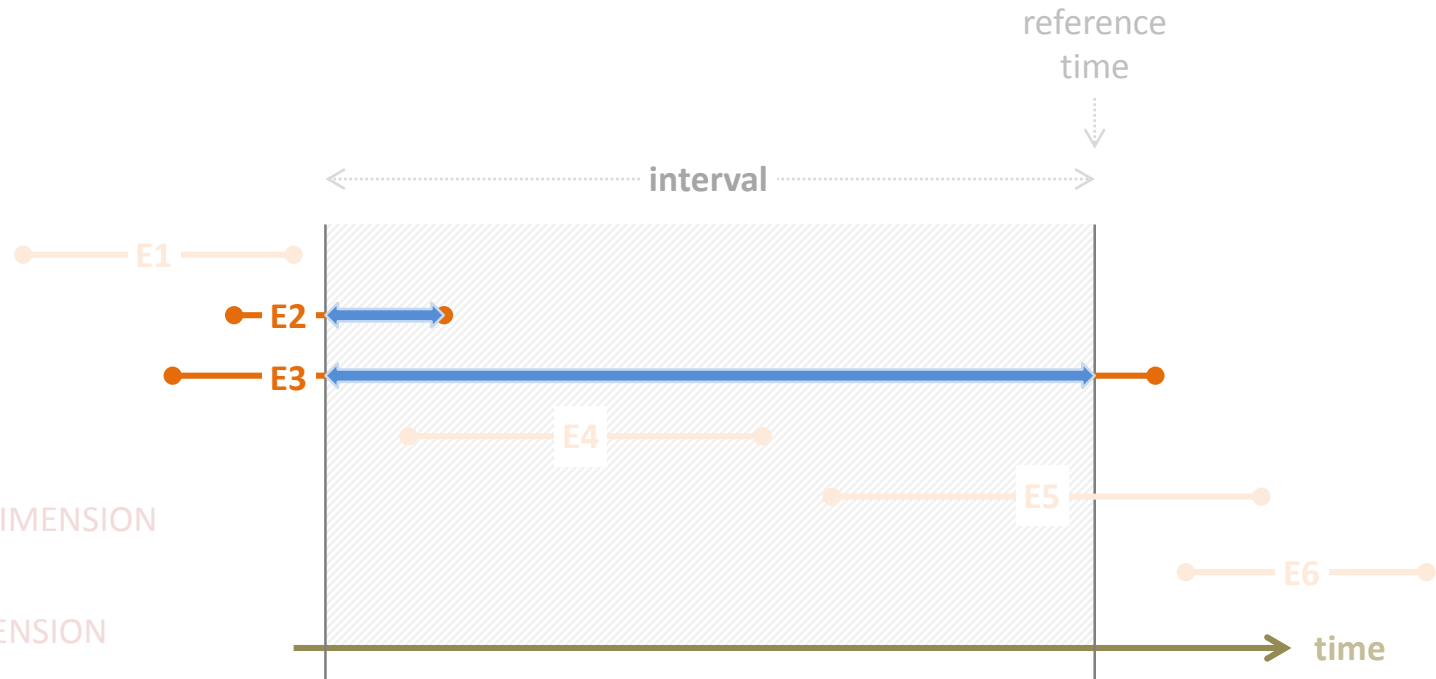 reference
time
interval
E1
E2
E3
E4
E5
IMENSION
E6
ENSION
time